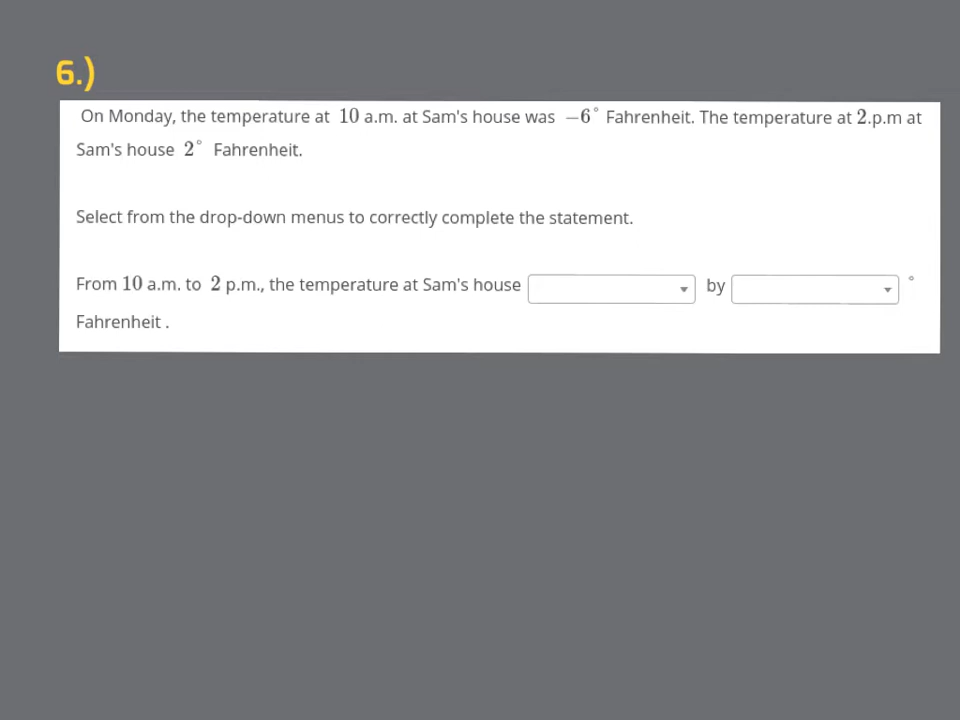 6.)
On Monday, the temperature at 10 a.m. at Sam's house was −6° Fahrenheit. The temperature at 2.p.m at
Sam's house 2° Fahrenheit.
Select from the drop-down menus to correctly complete the statement.
From 10 a.m. to 2 p.m., the temperature at Sam's house by °
Fahrenheit .